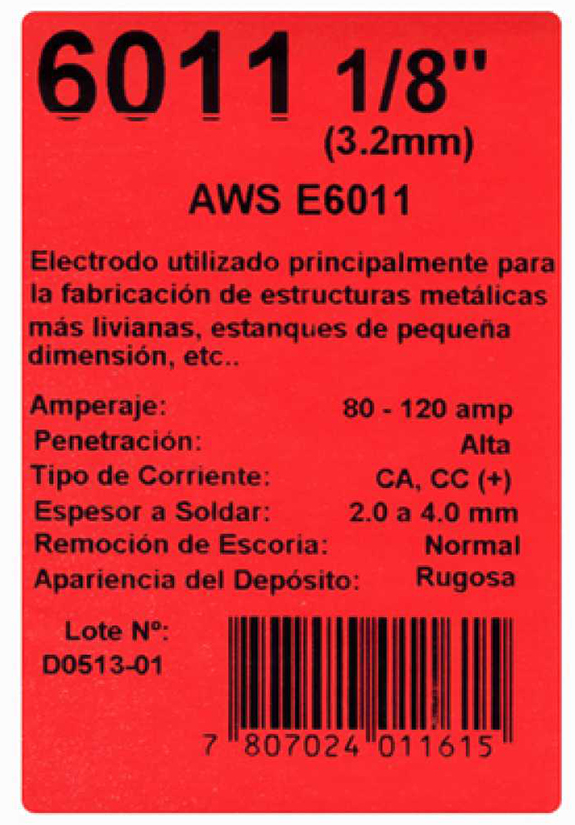 6011 1/8"
(3.2mm)
AWS E6011
Electrodo utilizado principalmente para
la fabricación de estructuras metálicas
más livianas, estanques de pequeña
dimensión, etc..
Amperaje: 80 - 120 amp
Penetración: Alta
Tipo de Corriente: CA, CC (+)
Espesor a Soldar: 2.0 a 4.0 mm
Remoción de Escoria: Normal
Apariencia del Depósito: Rugosa
Lote Nº:
D0513-01
7 807024 011615